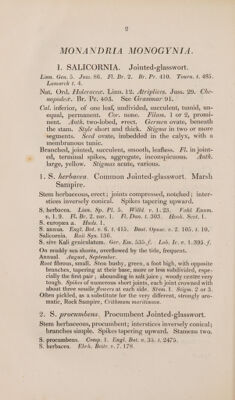 2
MONANDRIA MONOGYNIA.
1. SALICORNIA. Jointed-glasswort.
Linn. Gen. 5. Juss. 86. Fl. Br. 2. Br. Pr. 410. Tourn. t. 485.
Lamarck t. 4.
Nat. Ord. Holeraceæ. Linn. 12. Atriplices. Juss. 29. Che-
nopodeæ. Br. Pr. 405. See Grammar 91.
Cal. inferior, of one leaf, undivided, succulent, tumid, un-
equal, permanent. Cor. none. Filam. 1 or 2, promi-
nent. Anth. two-lobed, erect. Germen ovate, beneath
the stam. Style short and thick. Stigma in two or more
segments. Seed ovate, imbedded in the calyx, with a
membranous tunic.
Branched, jointed, succulent, smooth, leafless. Fl. in joint-
ed, terminal spikes, aggregate, inconspicuous. Anth.
large, yellow. Stigmas acute, various.
1. S. herbacea. Common Jointed-glasswort. Marsh
Sampire.
Stem herbaceous, erect; joints compressed, notched; inter-
stices inversely conical. Spikes tapering upward.
S. herbacea. Linn. Sp. Pl. 5. Willd. v. 1. 23. Vahl Enum.
v. 1. 9. Fl. Br. 2. Fl. Dan. t. 303. Hook. Scot. 1.
S. europæa α. Huds. 1.
S. annua. Engl. Bot. v. 6. t. 415.
Salicornia. Raii Syn. 136.
S. sive Kali geniculatum. Ger. Em. 535. f. Lob. Ic. v. 1. 395. f.
On muddy sea shores, overflowed by the tide, frequent.
Annual. August, September.
Root fibrous, small. Stem bushy, green, a foot high, with opposite
branches, tapering at their base, more or less subdivided, espe-
cially the first pair; abounding in salt juice; woody centre very
tough. Spikes of numerous short joints, each joint crowned with
about three sessile flowers at each side. Stam. 1. Stigm. 2 or 3.
Often pickled, as a substitute for the very different, strongly aro-
matic, Rock Sampire, Crithmum maritimum.
2. S. procumbens. Procumbent Jointed-glasswort.
Stem herbaceous, procumbent; interstices inversely conical;
branches simple. Spikes tapering upward. Stamens two.
S. procumbens. Comp. 1. Engl. Bot. v. 35. t. 2475.
S. herbacea. Ehrh. Beitr. v. 7. 178.